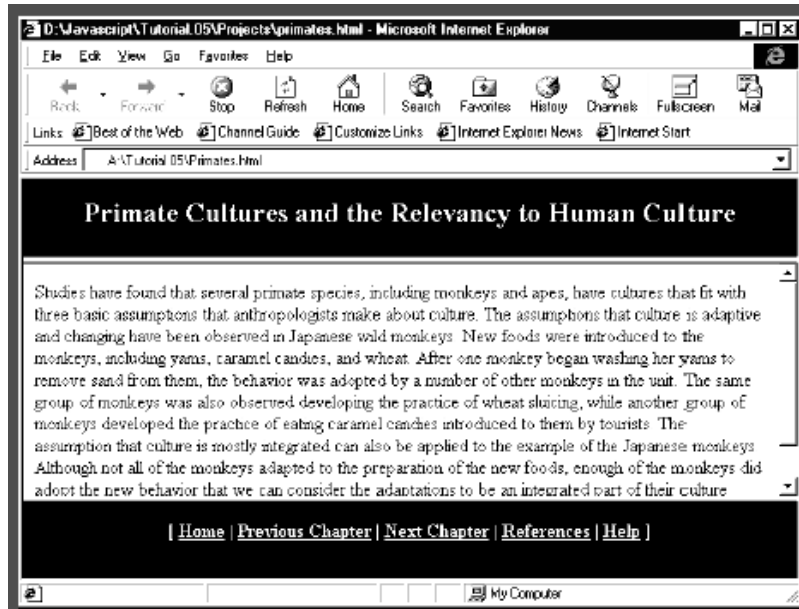 D:\Javascript\Tutorial.05\Projects\primates.html - Microsoft Internet Explorer
File Edit View Go Favorites Help
Back Forward Stop Refresh Home Search Favorites History Channels Fullscreen Mail
Links Best of the Web Channel Guide Customize Links Internet Explorer News Internet Start
Address A:\Tutorial.05\Primates.html
Primate Cultures and the Relevancy to Human Culture
Studies have found that several primate species, including monkeys and apes, have cultures that fit with
three basic assumptions that anthropologists make about culture. The assumptions that culture is adaptive
and changing have been observed in Japanese wild monkeys. New foods were introduced to the
monkeys, including yams, caramel candies, and wheat. After one monkey began washing her yams to
remove sand from them, the behavior was adopted by a number of other monkeys in the unit. The same
group of monkeys was also observed developing the practice of wheat sluicing, while another group of
monkeys developed the practice of eating caramel candies introduced to them by tourists. The
assumption that culture is mostly integrated can also be applied to the example of the Japanese monkeys.
Although not all of the monkeys adapted to the preparation of the new foods, enough of the monkeys did
adopt the new behavior that we can consider the adaptations to be an integrated part of their culture
[ Home | Previous Chapter | Next Chapter | References | Help ]
My Computer